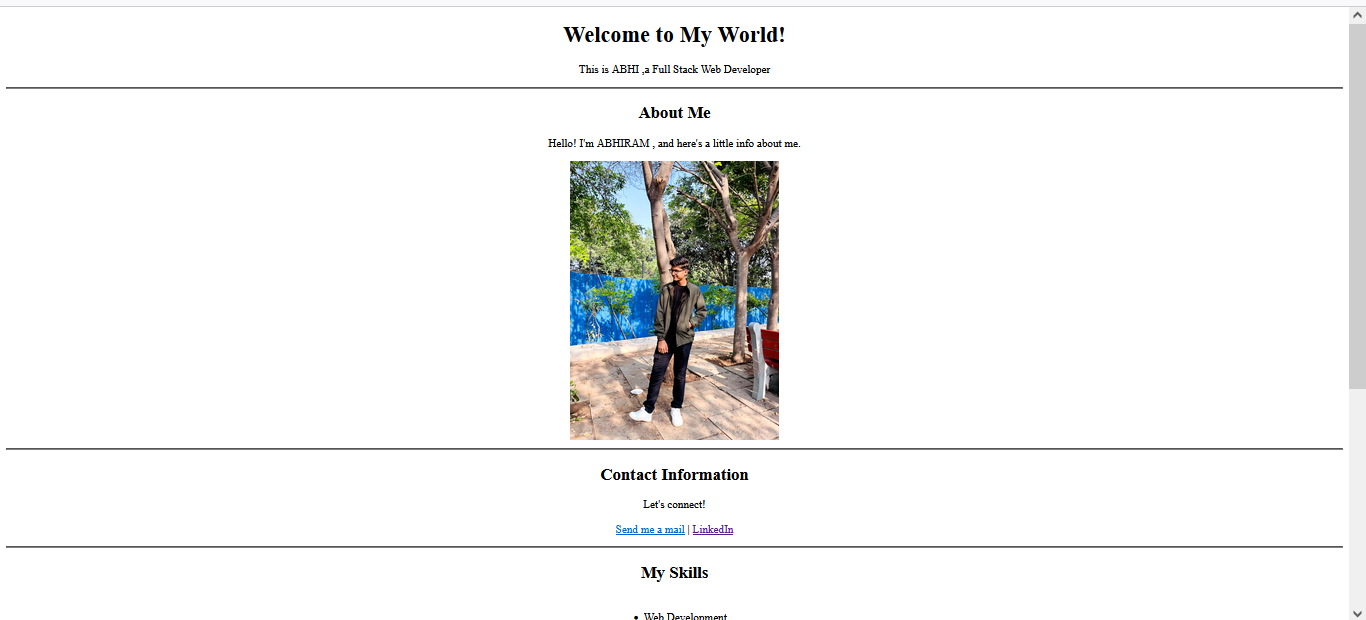 Welcome to My World!
This is ABHI ,a Full Stack Web Developer
About Me
Hello! I'm ABHIRAM , and here's a little info about me.
Contact Information
Let's connect!
Send me a mail | LinkedIn
My Skills
• Web Development